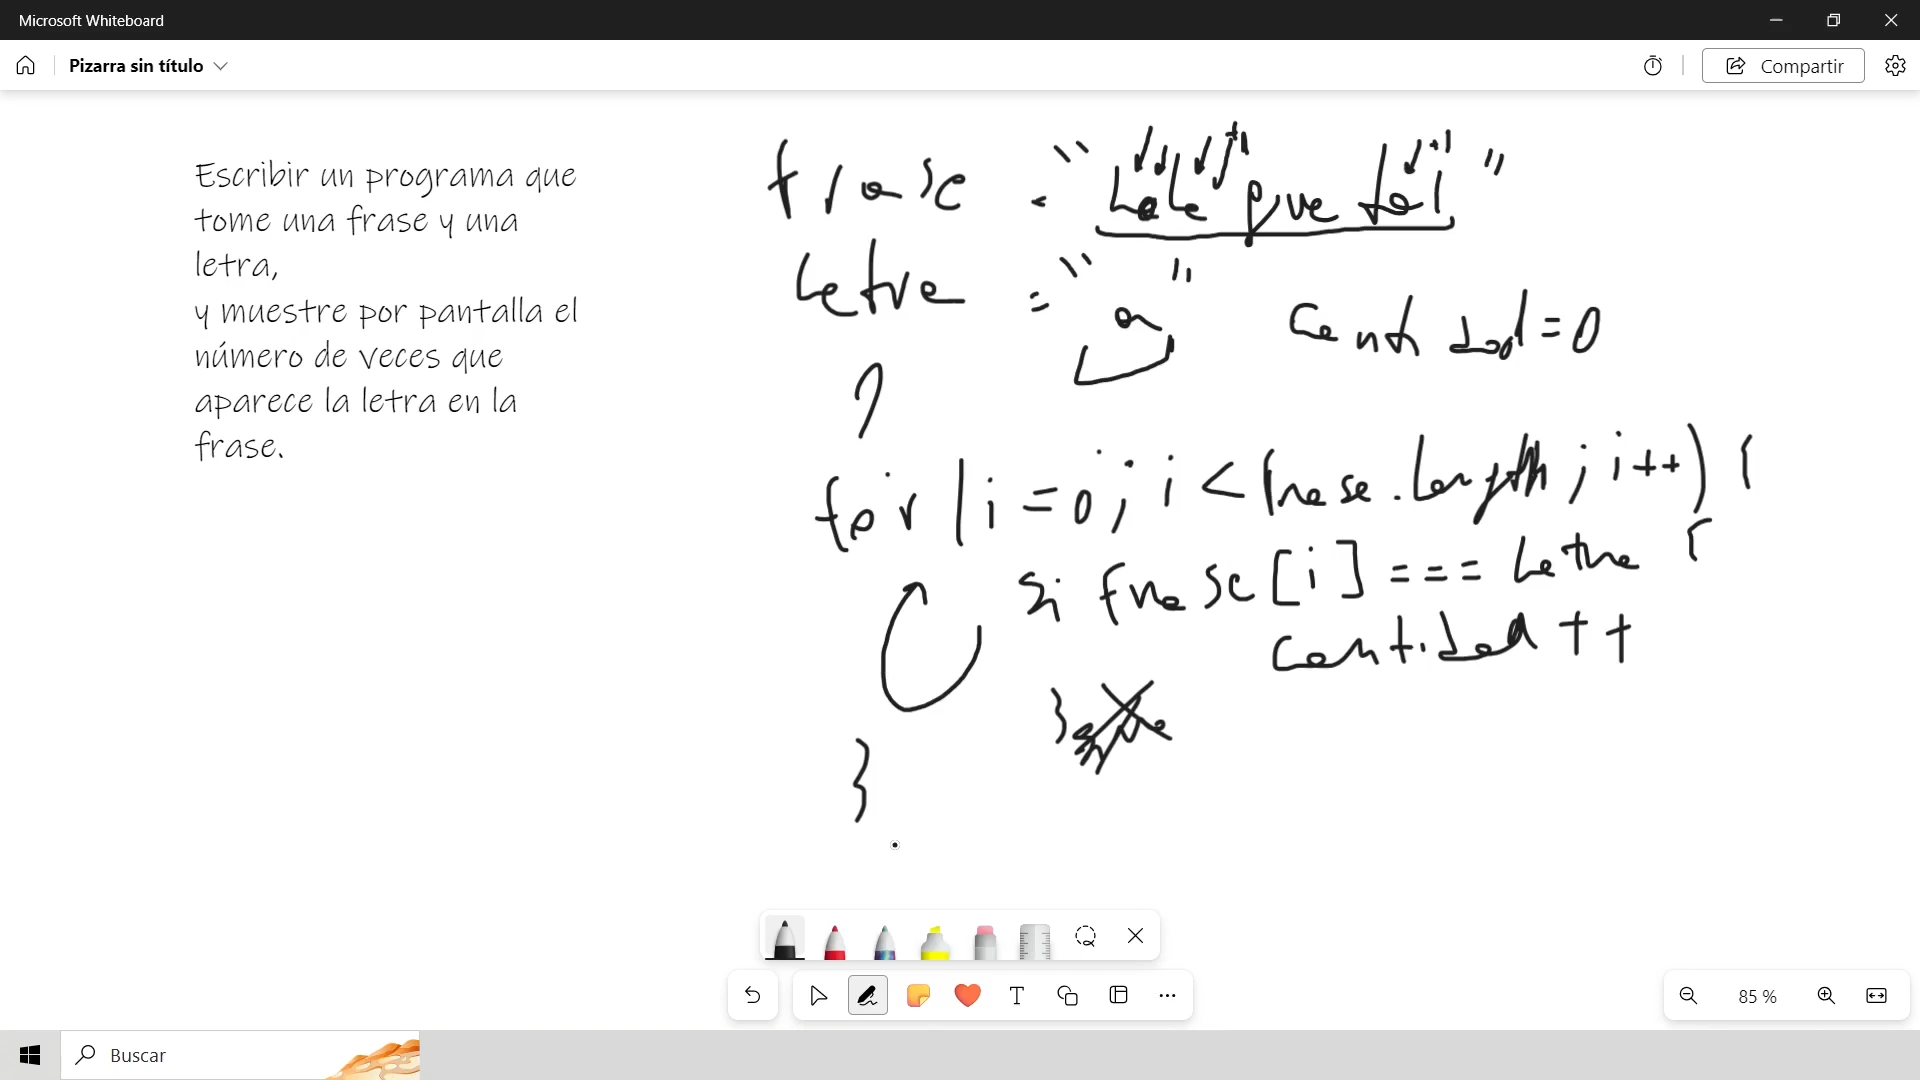 Microsoft Whiteboard
Pizarra sin título
Compartir
Escribir un programa que
tome una frase y una
letra,
y muestre por pantalla el
número de veces que
aparece la letra en la
frase.
+1 +1
frase = " que tal "
letra = " a "
cantidad = 0
for ( i = 0 ; i < frase.length ; i++) {
si frase [ i ] === letra {
cantidad ++
}
}
85 %
Buscar